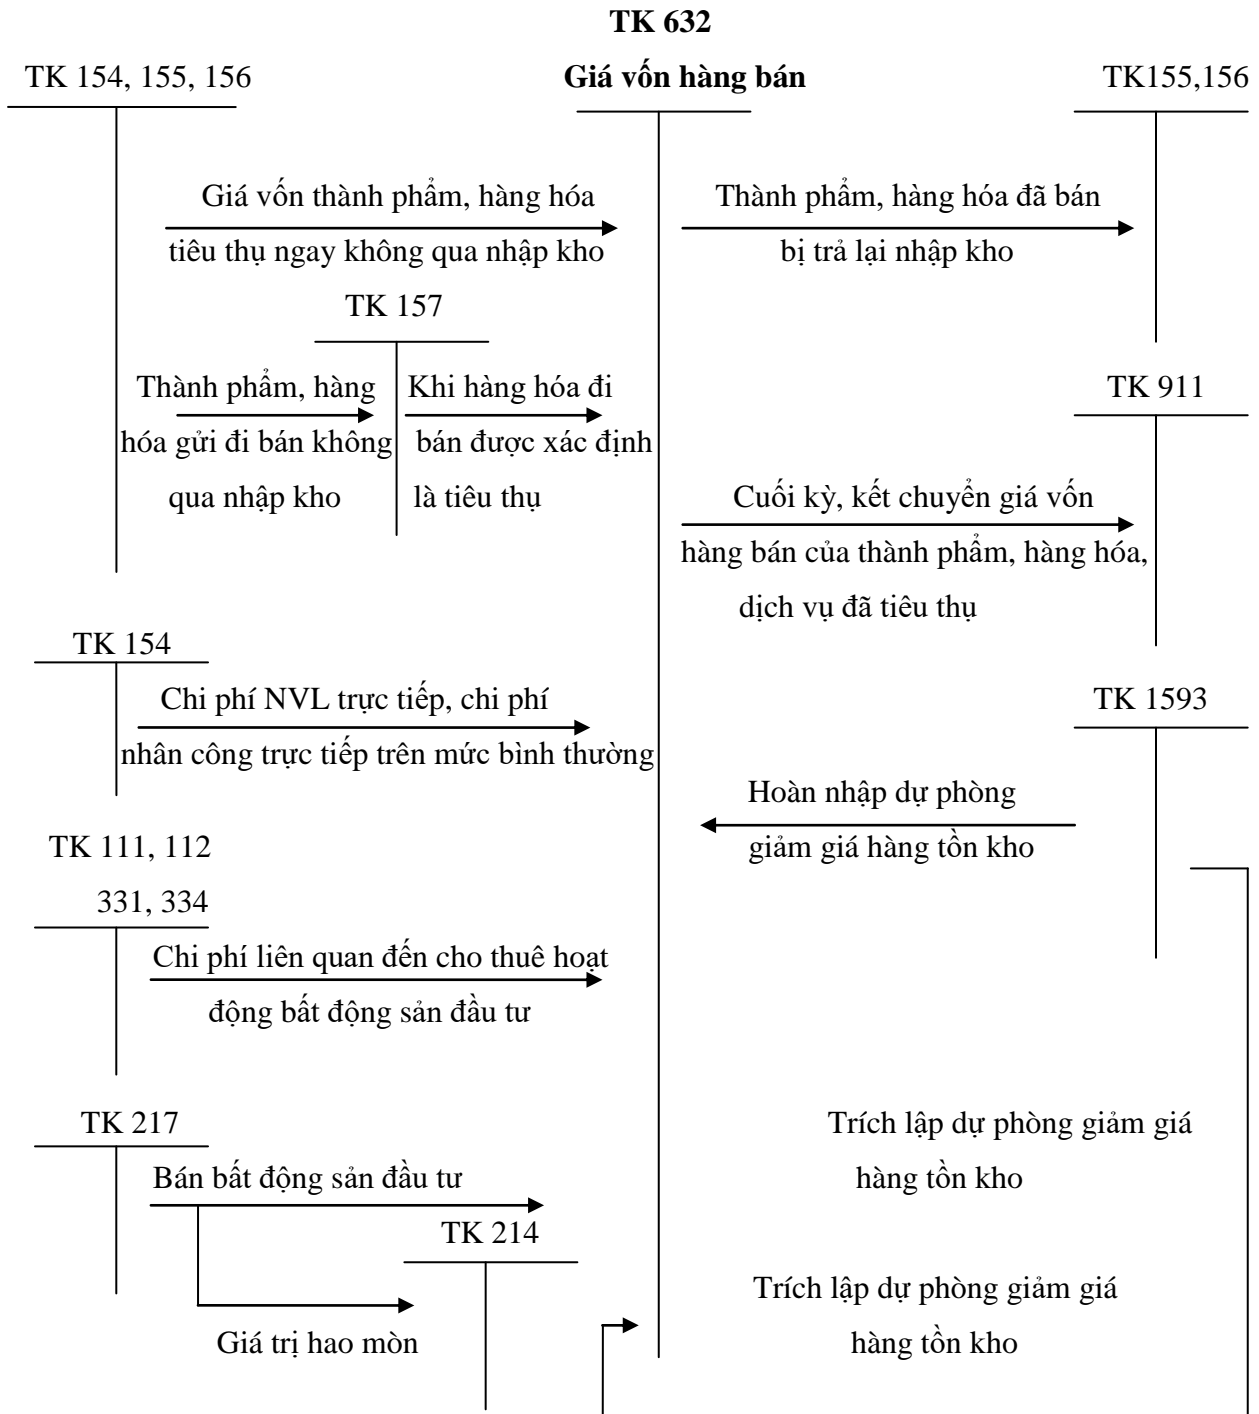 TK 632
TK 154, 155, 156
Giá vốn hàng bán
TK155,156
Giá vốn thành phẩm, hàng hóa
tiêu thụ ngay không qua nhập kho
Thành phẩm, hàng hóa đã bán
bị trả lại nhập kho
TK 157
Thành phẩm, hàng
hóa gửi đi bán không
qua nhập kho
Khi hàng hóa đi
bán được xác định
là tiêu thụ
TK 911
Cuối kỳ, kết chuyển giá vốn
hàng bán của thành phẩm, hàng hóa,
dịch vụ đã tiêu thụ
TK 154
Chi phí NVL trực tiếp, chi phí
nhân công trực tiếp trên mức bình thường
TK 1593
Hoàn nhập dự phòng
giảm giá hàng tồn kho
TK 111, 112
331, 334
Chi phí liên quan đến cho thuê hoạt
động bất động sản đầu tư
TK 217
Bán bất động sản đầu tư
Trích lập dự phòng giảm giá
hàng tồn kho
TK 214
Giá trị hao mòn
Trích lập dự phòng giảm giá
hàng tồn kho